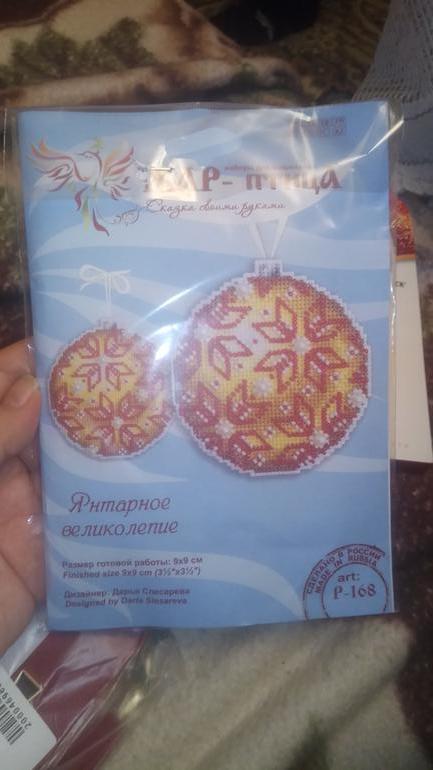 ЖАР-ПТИЦА
Сказка своими руками
Янтарное
великолепие
Размер готовой работы: 9x9 см
Finished size 9x9 cm (3½"x3½")
Дизайнер: Дарья Слесарева
Designed by Daria Slesareva
СДЕЛАНО В РОССИИ
MADE IN RUSSIA
art:
P-168